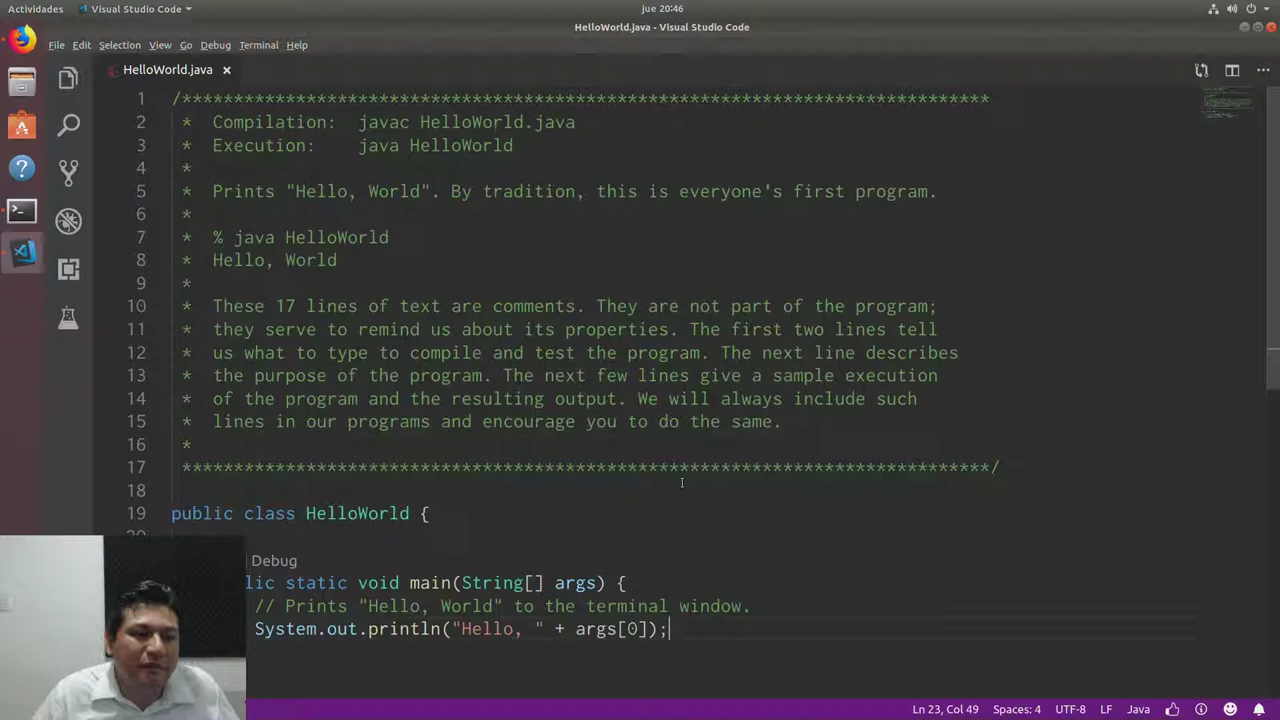 Actividades Visual Studio Code jue 20:46
HelloWorld.java - Visual Studio Code
File Edit Selection View Go Debug Terminal Help
HelloWorld.java
1 /******************************************************************************
2 *  Compilation:  javac HelloWorld.java
3 *  Execution:    java HelloWorld
4 *
5 *  Prints "Hello, World". By tradition, this is everyone's first program.
6 *
7 *  % java HelloWorld
8 *  Hello, World
9 *
10 *  These 17 lines of text are comments. They are not part of the program;
11 *  they serve to remind us about its properties. The first two lines tell
12 *  us what to type to compile and test the program. The next line describes
13 *  the purpose of the program. The next few lines give a sample execution
14 *  of the program and the resulting output. We will always include such
15 *  lines in our programs and encourage you to do the same.
16 *
17 ******************************************************************************/
18
19 public class HelloWorld {
Debug
lic static void main(String[] args) {
// Prints "Hello, World" to the terminal window.
System.out.println("Hello, " + args[0]);
Ln 23, Col 49 Spaces: 4 UTF-8 LF Java